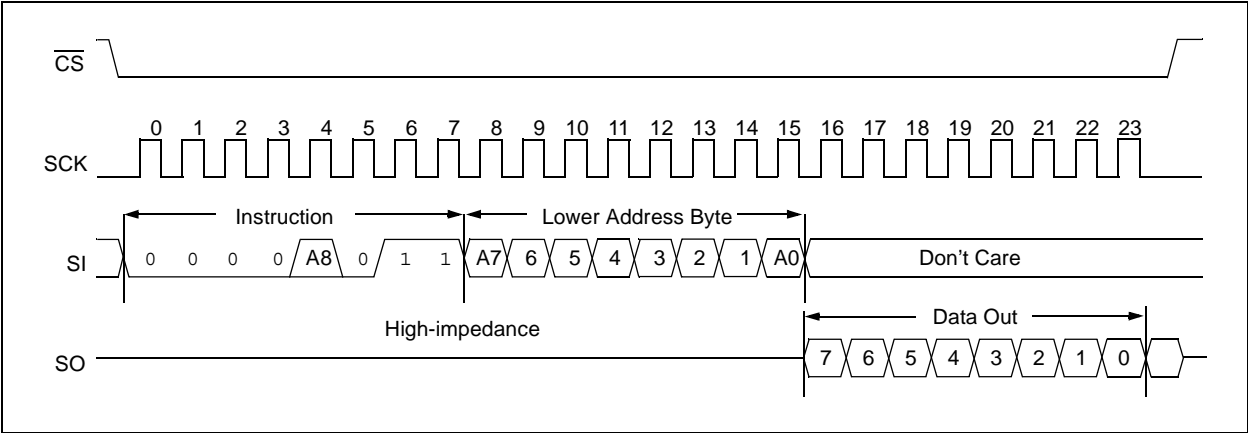 CS
0 1 2 3 4 5 6 7 8 9 10 11 12 13 14 15 16 17 18 19 20 21 22 23
SCK
Instruction Lower Address Byte
SI 0 0 0 0 A8 0 1 1 A7 6 5 4 3 2 1 A0 Don't Care
High-impedance Data Out
SO 7 6 5 4 3 2 1 0